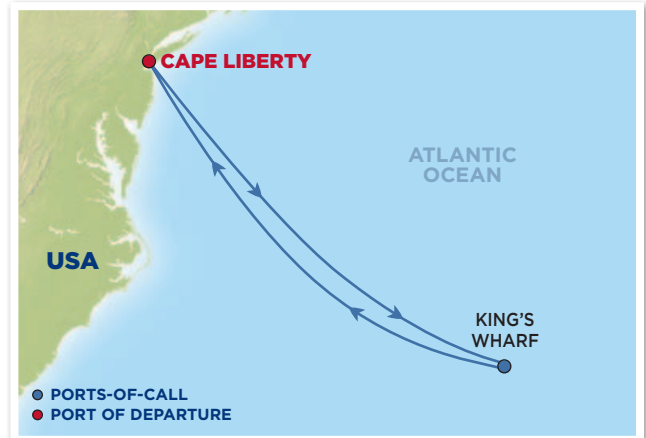 CAPE LIBERTY
ATLANTIC
OCEAN
USA
KING'S
WHARF
PORTS-OF-CALL
PORT OF DEPARTURE